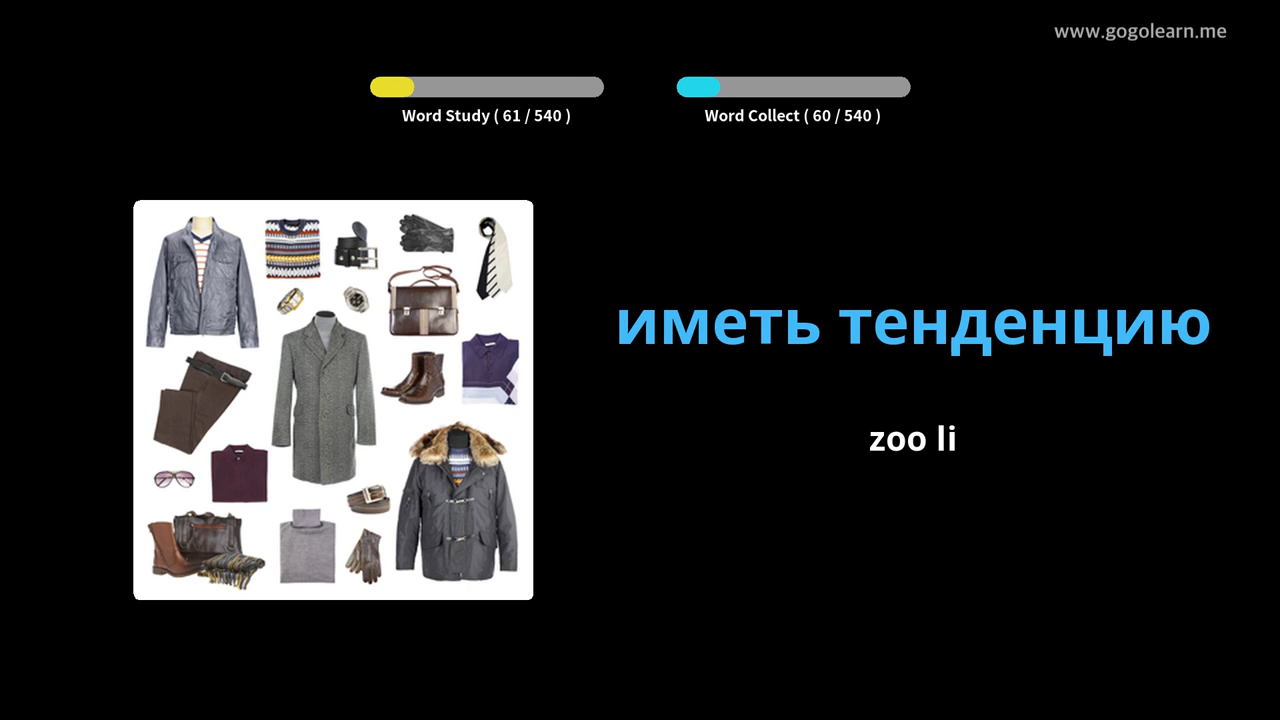 www.gogolearn.me
Word Study ( 61 / 540 )
Word Collect ( 60 / 540 )
иметь тенденцию
zoo li